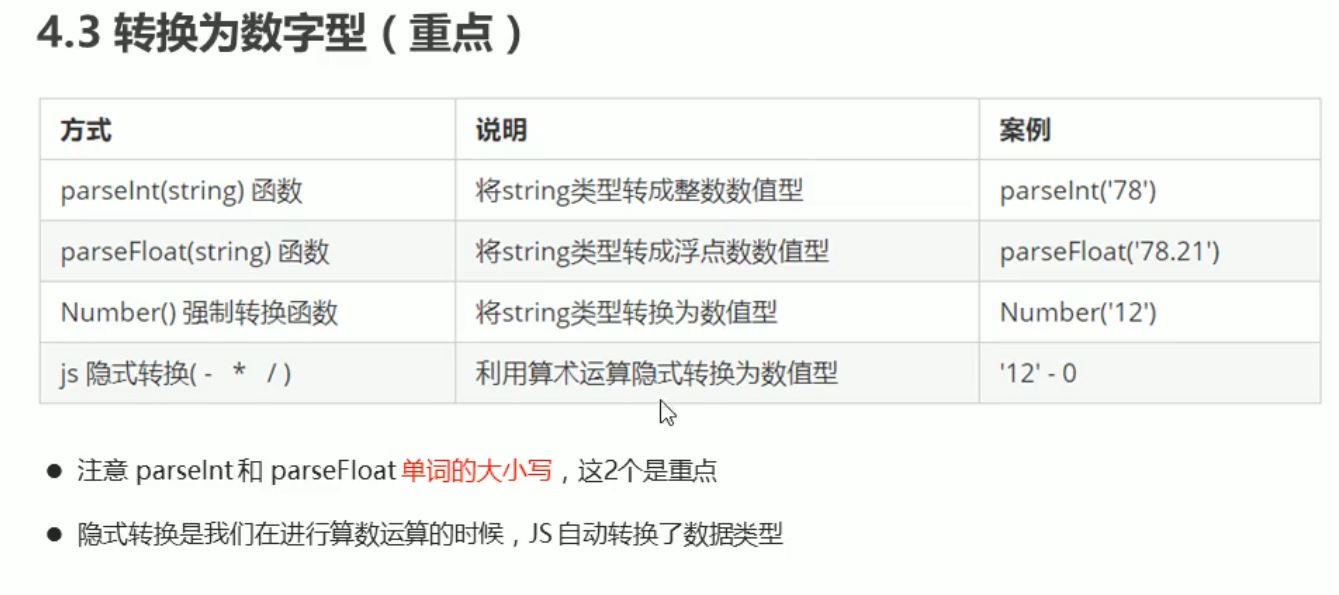 4.3 转换为数字型（重点）
方式 说明 案例
parseInt(string) 函数 将string类型转成整数数值型 parseInt('78')
parseFloat(string) 函数 将string类型转成浮点数数值型 parseFloat('78.21')
Number() 强制转换函数 将string类型转换为数值型 Number('12')
js 隐式转换( - * / ) 利用算术运算隐式转换为数值型 '12' - 0
● 注意 parseInt 和 parseFloat 单词的大小写，这2个是重点
● 隐式转换是我们在进行算数运算的时候，JS 自动转换了数据类型